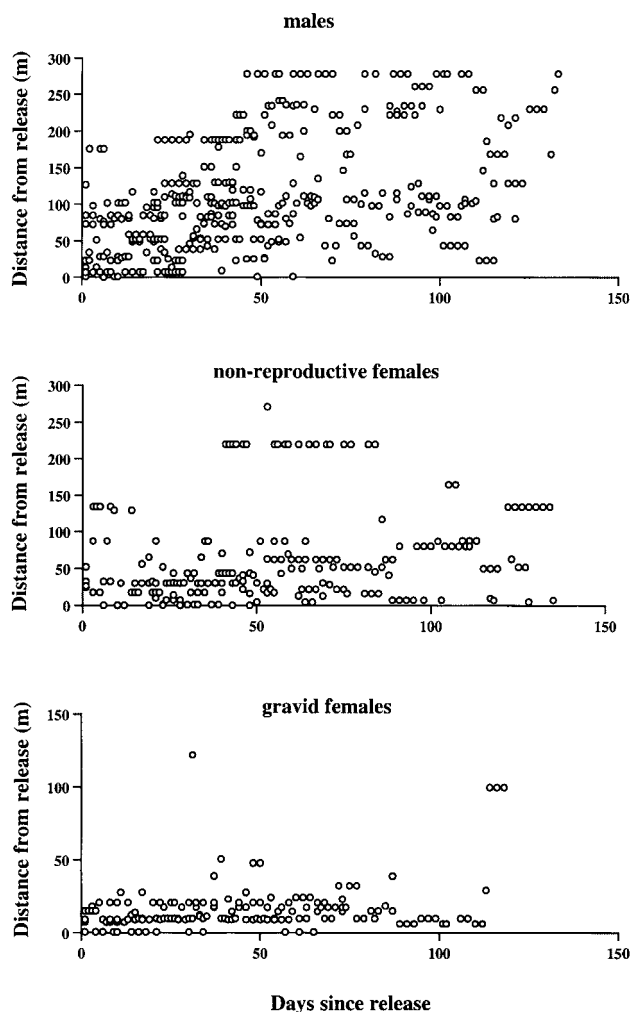 males
Distance from release (m)
300
250
200
150
100
50
0
0 50 100 150
non-reproductive females
Distance from release (m)
300
250
200
150
100
50
0
0 50 100 150
gravid females
Distance from release (m)
150
100
50
0
0 50 100 150
Days since release